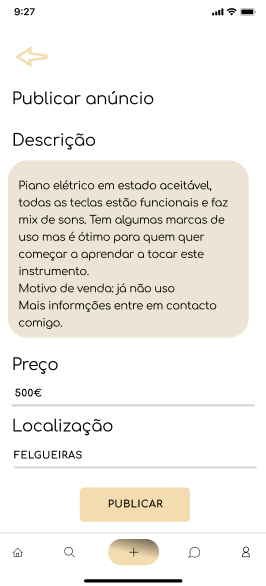 9:27
Publicar anúncio
Descrição
Piano elétrico em estado aceitável,
todas as teclas estão funcionais e faz
mix de sons. Tem algumas marcas de
uso mas é ótimo para quem quer
começar a aprendar a tocar este
instrumento.
Motivo de venda; já não uso
Mais informções entre em contacto
comigo.
Preço
500€
Localização
FELGUEIRAS
PUBLICAR